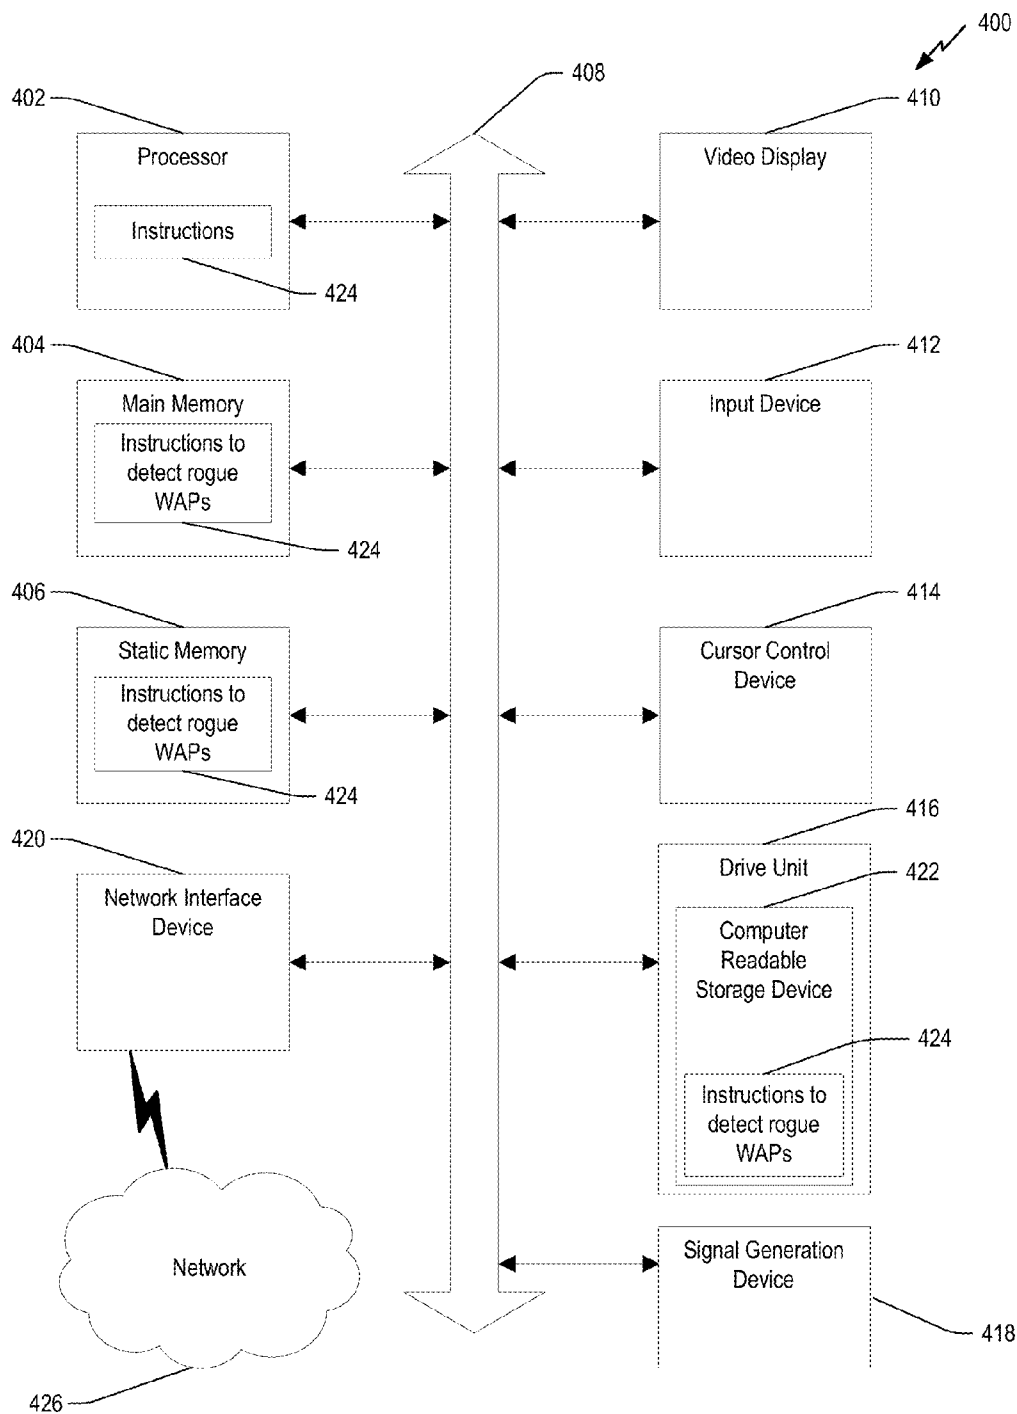 400
408
402
Processor
Instructions
424
410
Video Display
404
Main Memory
Instructions to
detect rogue
WAPs
424
412
Input Device
406
Static Memory
Instructions to
detect rogue
WAPs
424
414
Cursor Control
Device
420
Network Interface
Device
416
Drive Unit
422
Computer
Readable
Storage Device
424
Instructions to
detect rogue
WAPs
Network
426
Signal Generation
Device
418